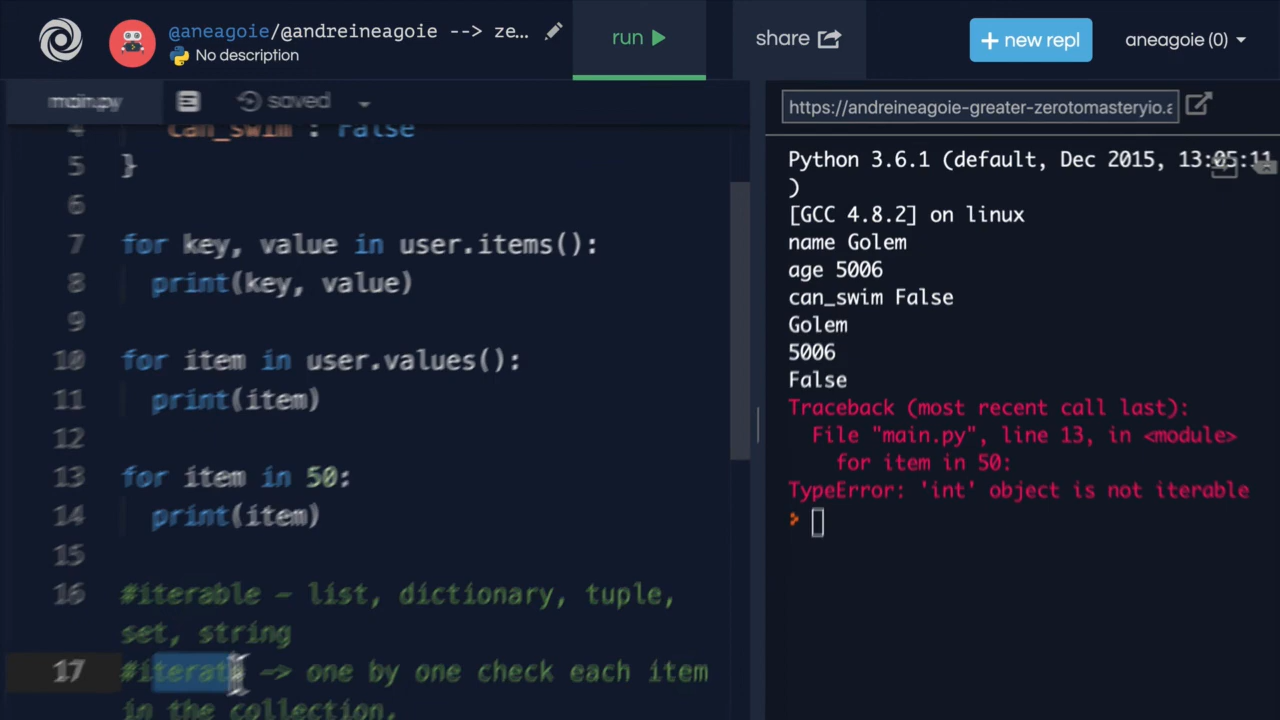 @aneagoie/@andreineagoie --> ze...
No description
run
share
+ new repl
aneagoie (0)
main.py
saved
https://andreineagoie-greater-zerotomasteryio.a
4 'can_swim': False
5 }
6
7 for key, value in user.items():
8 print(key, value)
9
10 for item in user.values():
11 print(item)
12
13 for item in 50:
14 print(item)
15
16 #iterable - list, dictionary, tuple,
set, string
17 #iterate -> one by one check each item
in the collection.
Python 3.6.1 (default, Dec 2015, 13:05:11
)
[GCC 4.8.2] on linux
name Golem
age 5006
can_swim False
Golem
5006
False
Traceback (most recent call last):
File "main.py", line 13, in <module>
for item in 50:
TypeError: 'int' object is not iterable